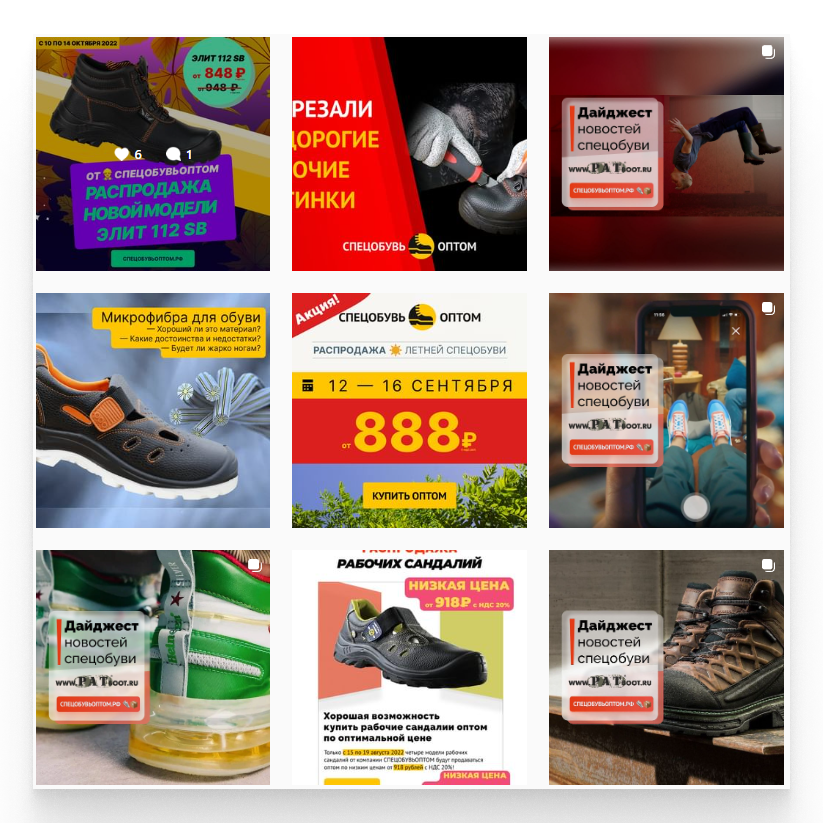 С 10 ПО 14 ОКТЯБРЯ 2022
ЭЛИТ 112 SB
от 848 ₽
от 948 ₽
6
1
ОТ СПЕЦОБУВЬОПТОМ
РАСПРОДАЖА
НОВОЙ МОДЕЛИ
ЭЛИТ 112 SB
СПЕЦОБУВЬОПТОМ.РФ
РЕЗАЛИ
ДОРОГИЕ
ОЧИЕ
ТИНКИ
СПЕЦОБУВЬ ОПТОМ
Дайджест
новостей
спецобуви
www.PATBOOT.RU
СПЕЦОБУВЬОПТОМ.РФ
Микрофибра для обуви
— Хороший ли это материал?
— Какие достоинства и недостатки?
— Будет ли жарко ногам?
Акция!
СПЕЦОБУВЬ ОПТОМ
РАСПРОДАЖА ЛЕТНЕЙ СПЕЦОБУВИ
12 — 16 СЕНТЯБРЯ
от 888₽
КУПИТЬ ОПТОМ
Дайджест
новостей
спецобуви
www.PATBOOT.RU
СПЕЦОБУВЬОПТОМ.РФ
Дайджест
новостей
спецобуви
www.PATBOOT.RU
СПЕЦОБУВЬОПТОМ.РФ
Heineken
РАСПРОДАЖА
РАБОЧИХ САНДАЛИЙ
НИЗКАЯ ЦЕНА
от 918₽ с НДС 20%
Хорошая возможность
купить рабочие сандалии оптом
по оптимальной цене
Только с 15 по 19 августа 2022 четыре модели рабочих
сандалий от компании СПЕЦОБУВЬОПТОМ будут продаваться
оптом по низким ценам от 918 рублей с НДС 20%!
НИЗКАЯ ЦЕНА
Дайджест
новостей
спецобуви
www.PATBOOT.RU
СПЕЦОБУВЬОПТОМ.РФ